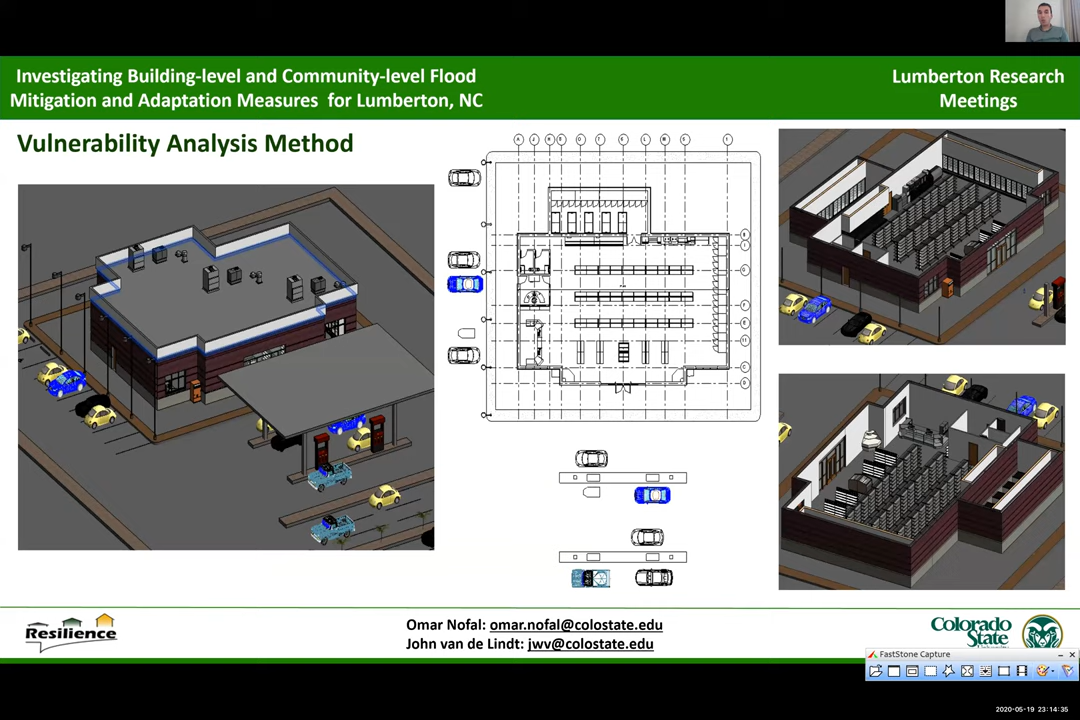 Investigating Building-level and Community-level Flood
Mitigation and Adaptation Measures for Lumberton, NC
Lumberton Research
Meetings
Vulnerability Analysis Method
Resilience
Omar Nofal: omar.nofal@colostate.edu
John van de Lindt: jwv@colostate.edu
Colorado
State
FastStone Capture
2020-05-19 23:14:35